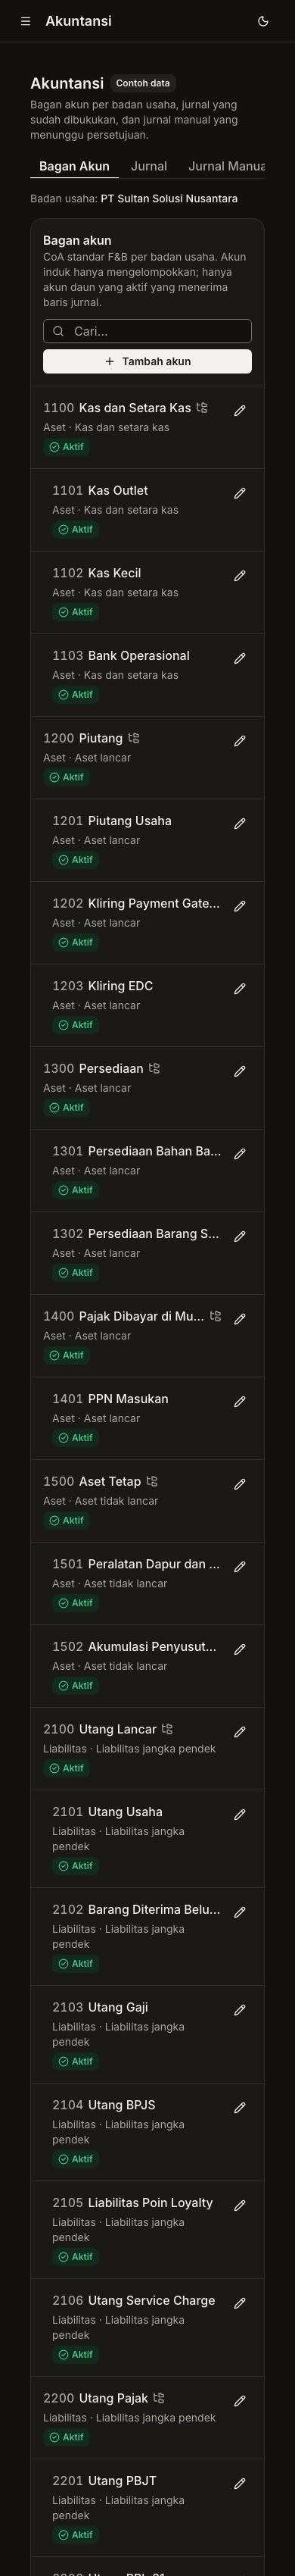 Akuntansi
Akuntansi Contoh data
Bagan akun per badan usaha, jurnal yang
sudah dibukukan, dan jurnal manual yang
menunggu persetujuan.
Bagan Akun Jurnal Jurnal Manua
Badan usaha: PT Sultan Solusi Nusantara
Bagan akun
CoA standar F&B per badan usaha. Akun
induk hanya mengelompokkan; hanya
akun daun yang aktif yang menerima
baris jurnal.
Cari...
Tambah akun
1100 Kas dan Setara Kas
Aset · Kas dan setara kas
Aktif
1101 Kas Outlet
Aset · Kas dan setara kas
Aktif
1102 Kas Kecil
Aset · Kas dan setara kas
Aktif
1103 Bank Operasional
Aset · Kas dan setara kas
Aktif
1200 Piutang
Aset · Aset lancar
Aktif
1201 Piutang Usaha
Aset · Aset lancar
Aktif
1202 Kliring Payment Gate...
Aset · Aset lancar
Aktif
1203 Kliring EDC
Aset · Aset lancar
Aktif
1300 Persediaan
Aset · Aset lancar
Aktif
1301 Persediaan Bahan Ba...
Aset · Aset lancar
Aktif
1302 Persediaan Barang S...
Aset · Aset lancar
Aktif
1400 Pajak Dibayar di Mu...
Aset · Aset lancar
Aktif
1401 PPN Masukan
Aset · Aset lancar
Aktif
1500 Aset Tetap
Aset · Aset tidak lancar
Aktif
1501 Peralatan Dapur dan ...
Aset · Aset tidak lancar
Aktif
1502 Akumulasi Penyusut...
Aset · Aset tidak lancar
Aktif
2100 Utang Lancar
Liabilitas · Liabilitas jangka pendek
Aktif
2101 Utang Usaha
Liabilitas · Liabilitas jangka
pendek
Aktif
2102 Barang Diterima Belu...
Liabilitas · Liabilitas jangka
pendek
Aktif
2103 Utang Gaji
Liabilitas · Liabilitas jangka
pendek
Aktif
2104 Utang BPJS
Liabilitas · Liabilitas jangka
pendek
Aktif
2105 Liabilitas Poin Loyalty
Liabilitas · Liabilitas jangka
pendek
Aktif
2106 Utang Service Charge
Liabilitas · Liabilitas jangka
pendek
Aktif
2200 Utang Pajak
Liabilitas · Liabilitas jangka pendek
Aktif
2201 Utang PBJT
Liabilitas · Liabilitas jangka
pendek
Aktif